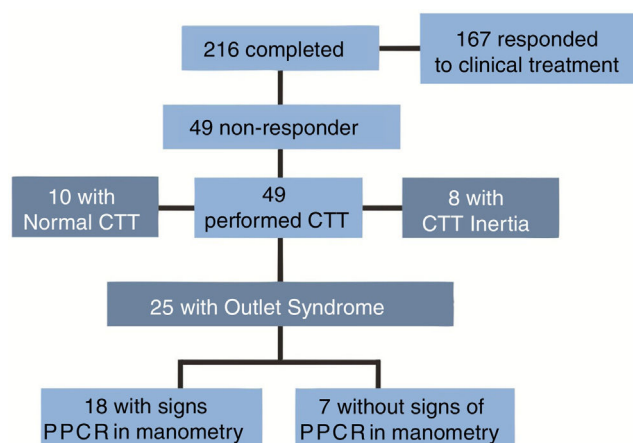 216 completed
167 responded
to clinical treatment
49 non-responder
10 with
Normal CTT
49
performed CTT
8 with
CTT Inertia
25 with Outlet Syndrome
18 with signs
PPCR in manometry
7 without signs of
PPCR in manometry